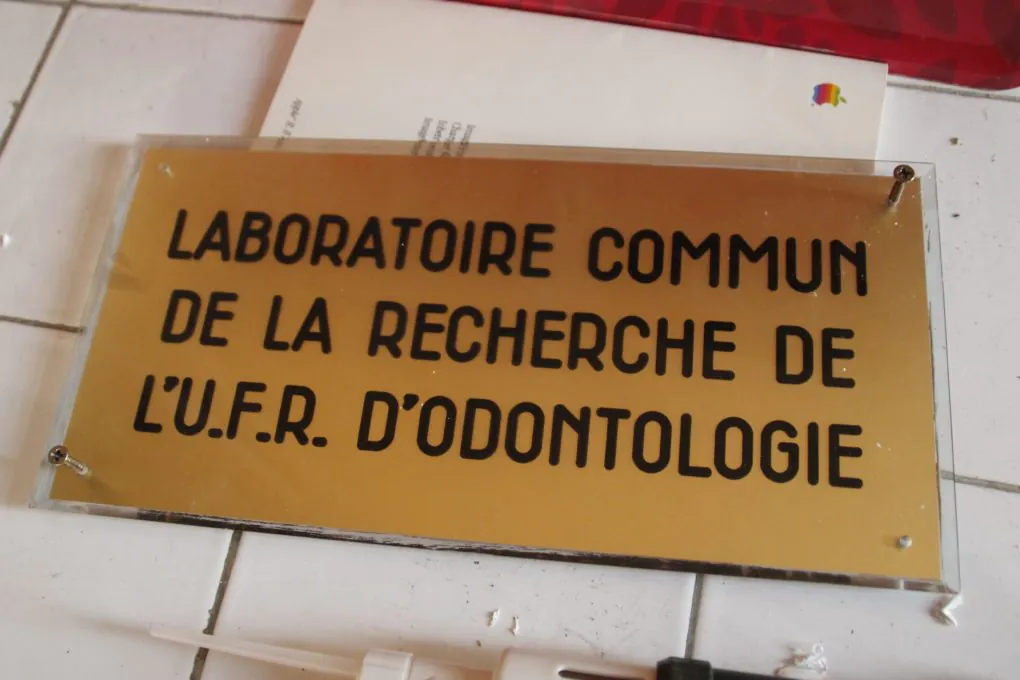 LABORATOIRE COMMUN
DE LA RECHERCHE DE
L'U.F.R. D'ODONTOLOGIE